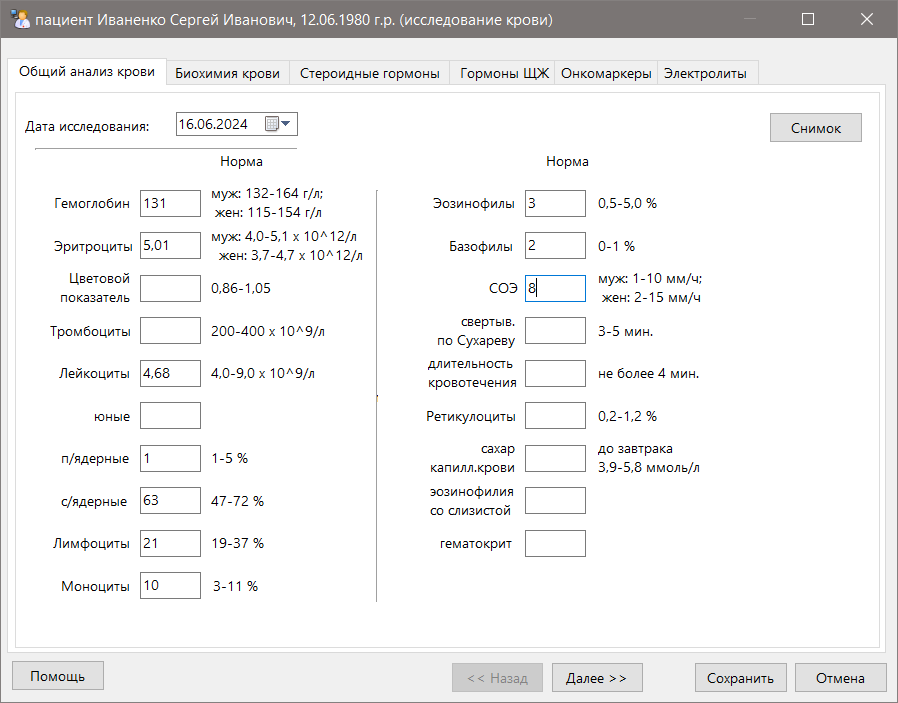 пациент Иваненко Сергей Иванович, 12.06.1980 г.р. (исследование крови)
Общий анализ крови
Биохимия крови
Стероидные гормоны
Гормоны ЩЖ
Онкомаркеры
Электролиты
Дата исследования:
16.06.2024
Снимок
Норма
Гемоглобин
131
муж: 132-164 г/л;
жен: 115-154 г/л
Эритроциты
5,01
муж: 4,0-5,1 х 10^12/л
жен: 3,7-4,7 х 10^12/л
Цветовой
показатель
0,86-1,05
Тромбоциты
200-400 х 10^9/л
Лейкоциты
4,68
4,0-9,0 х 10^9/л
юные
п/ядерные
1
1-5 %
с/ядерные
63
47-72 %
Лимфоциты
21
19-37 %
Моноциты
10
3-11 %
Норма
Эозинофилы
3
0,5-5,0 %
Базофилы
2
0-1 %
СОЭ
8
муж: 1-10 мм/ч;
жен: 2-15 мм/ч
свертыв.
по Сухареву
3-5 мин.
длительность
кровотечения
не более 4 мин.
Ретикулоциты
0,2-1,2 %
сахар
капилл.крови
до завтрака
3,9-5,8 ммоль/л
эозинофилия
со слизистой
гематокрит
Помощь
<< Назад
Далее >>
Сохранить
Отмена